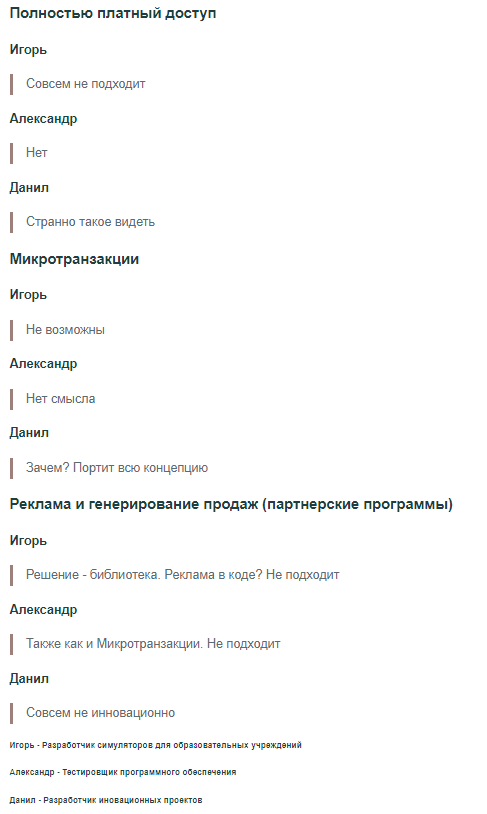 Полностью платный доступ
Игорь
Совсем не подходит
Александр
Нет
Данил
Странно такое видеть
Микротранзакции
Игорь
Не возможны
Александр
Нет смысла
Данил
Зачем? Портит всю концепцию
Реклама и генерирование продаж (партнерские программы)
Игорь
Решение - библиотека. Реклама в коде? Не подходит
Александр
Также как и Микротранзакции. Не подходит
Данил
Совсем не инновационно
Игорь - Разработчик симуляторов для образовательных учреждений
Александр - Тестировщик программного обеспечения
Данил - Разработчик иновационных проектов